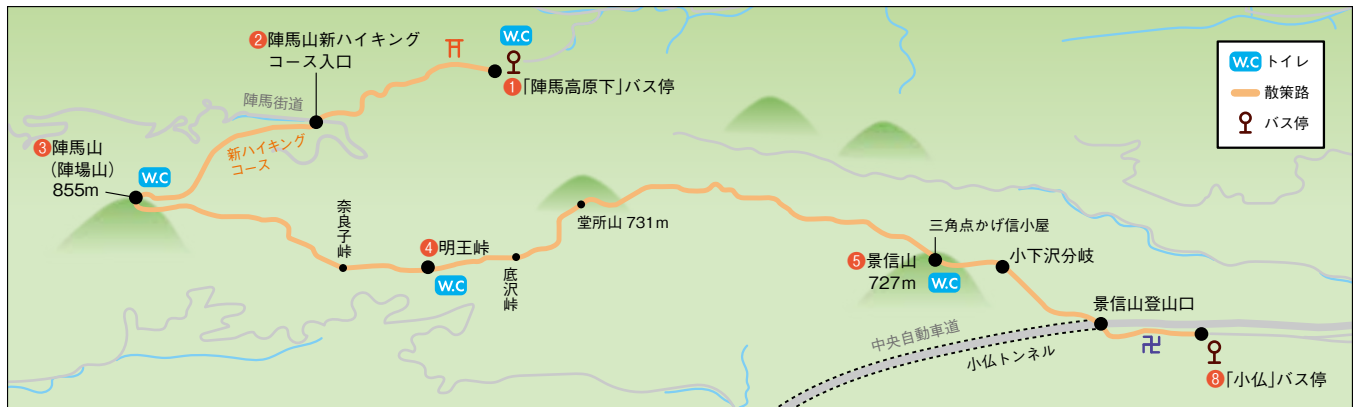 W.C
❶「陣馬高原下」バス停
❷陣馬山新ハイキング
コース入口
陣馬街道
新ハイキング
コース
❸陣馬山
(陣場山)
855m
W.C
奈良子峠
❹明王峠
W.C
底沢峠
堂所山 731m
三角点かげ信小屋
❺景信山
727m
W.C
小下沢分岐
景信山登山口
中央自動車道
小仏トンネル
卍
❽「小仏」バス停
W.C トイレ
散策路
バス停